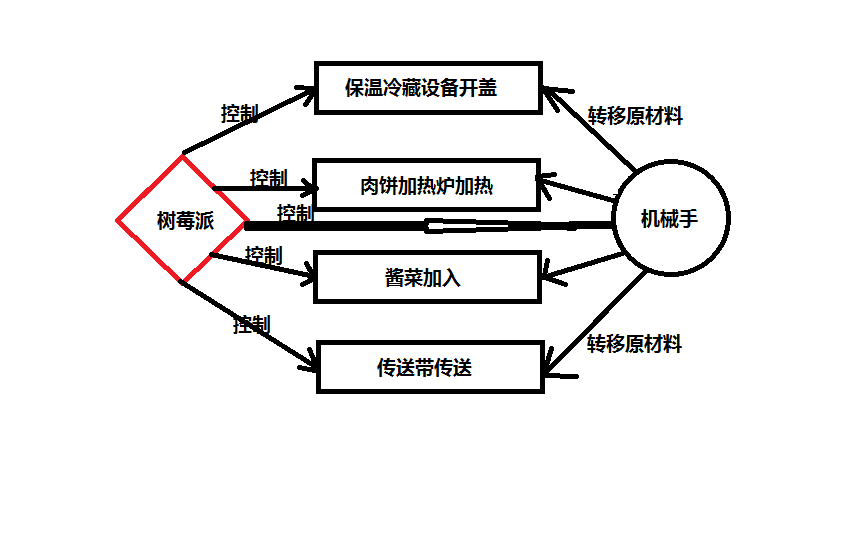 保温冷藏设备开盖
控制
转移原材料
控制
肉饼加热炉加热
树莓派
控制
机械手
控制
酱菜加入
控制
转移原材料
传送带传送